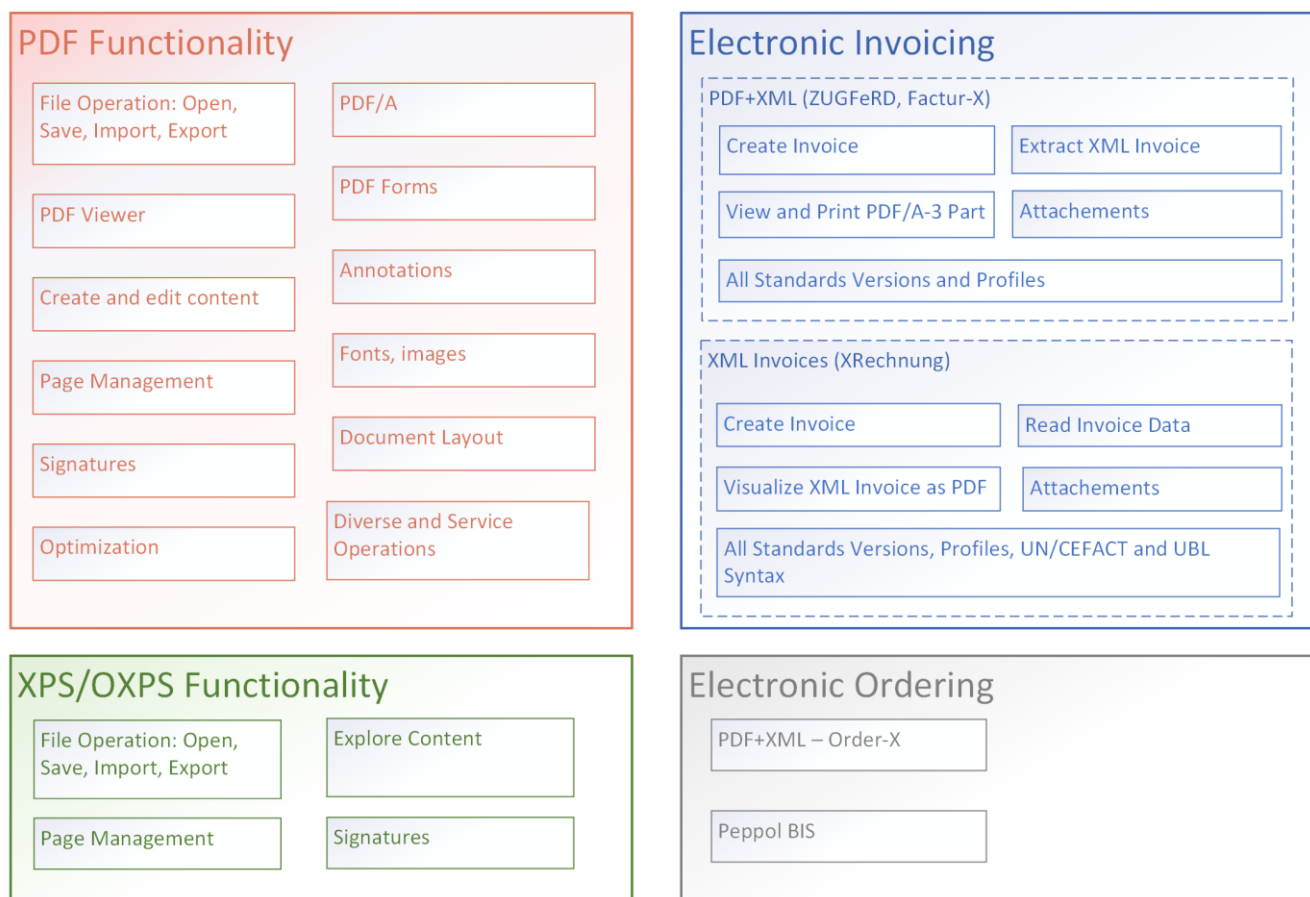 PDF Functionality
File Operation: Open,
Save, Import, Export
PDF Viewer
Create and edit content
Page Management
Signatures
Optimization
PDF/A
PDF Forms
Annotations
Fonts, images
Document Layout
Diverse and Service
Operations
Electronic Invoicing
PDF+XML (ZUGFeRD, Factur-X)
Create Invoice
Extract XML Invoice
View and Print PDF/A-3 Part
Attachements
All Standards Versions and Profiles
XML Invoices (XRechnung)
Create Invoice
Read Invoice Data
Visualize XML Invoice as PDF
Attachements
All Standards Versions, Profiles, UN/CEFACT and UBL
Syntax
XPS/OXPS Functionality
File Operation: Open,
Save, Import, Export
Explore Content
Page Management
Signatures
Electronic Ordering
PDF+XML – Order-X
Peppol BIS